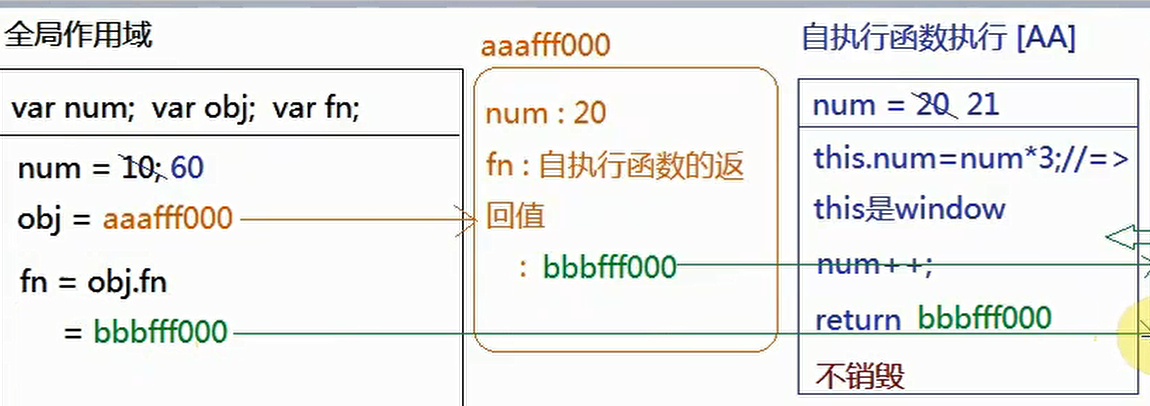 全局作用域
var num; var obj; var fn;
num = 10; 60
obj = aaafff000
fn = obj.fn
= bbbfff000
aaafff000
num : 20
fn : 自执行函数的返
回值
: bbbfff000
自执行函数执行 [AA]
num = 20 21
this.num=num*3;//=>
this是window
num++;
return bbbfff000
不销毁